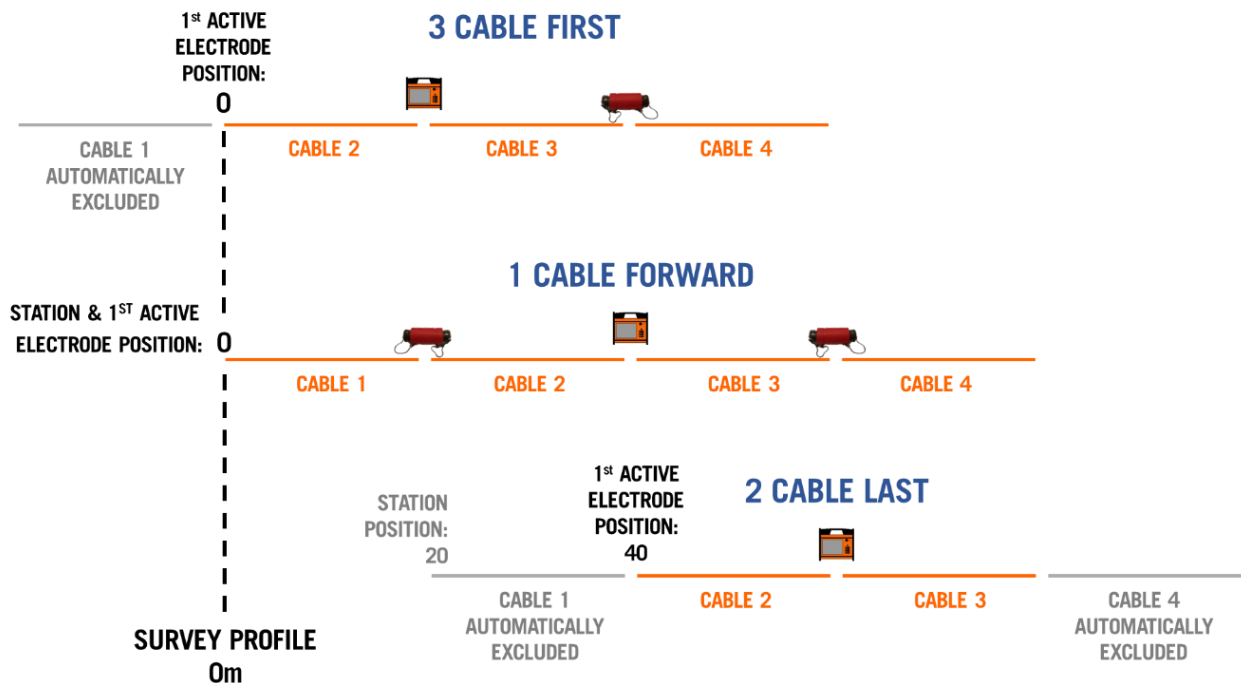 1st ACTIVE
ELECTRODE
POSITION:
0
3 CABLE FIRST
CABLE 1
AUTOMATICALLY
EXCLUDED
CABLE 2
CABLE 3
CABLE 4
1 CABLE FORWARD
STATION & 1ST ACTIVE
ELECTRODE POSITION: 0
CABLE 1
CABLE 2
CABLE 3
CABLE 4
STATION
POSITION:
20
1st ACTIVE
ELECTRODE
POSITION:
40
2 CABLE LAST
CABLE 1
AUTOMATICALLY
EXCLUDED
CABLE 2
CABLE 3
CABLE 4
AUTOMATICALLY
EXCLUDED
SURVEY PROFILE
0m